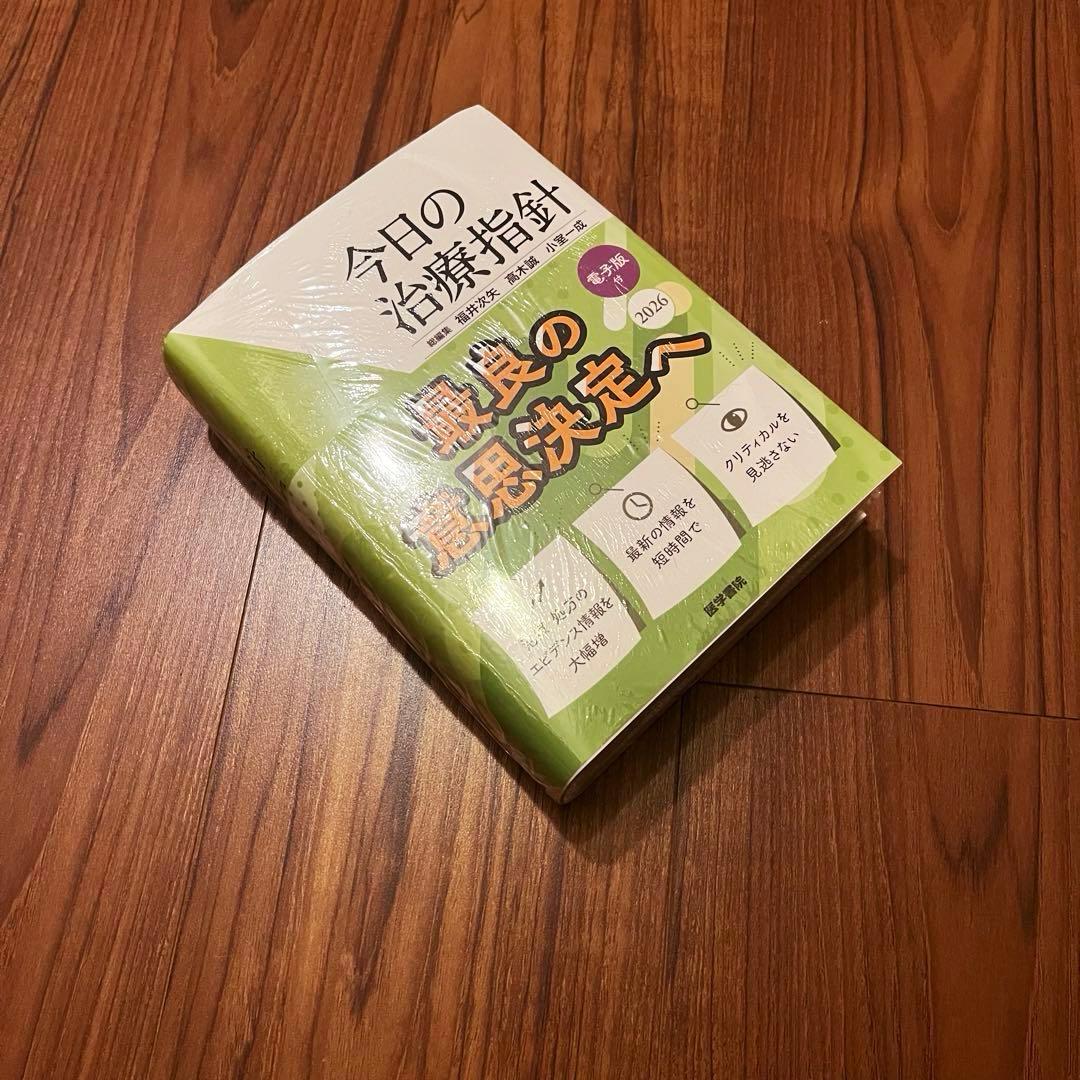 今日の
治療指針
総編集 福井次矢 高木誠 小室一成
電子版
付
2026
最良の
意思決定へ
クリティカルを
見逃さない
最新の情報を
短時間で
処方の
エビデンス情報を
大幅増
医学書院